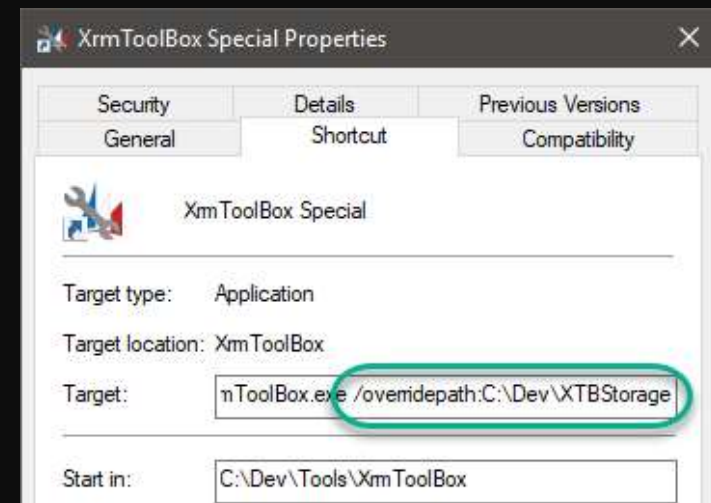 XrmToolBox Special Properties
Security Details Previous Versions
General Shortcut Compatibility
XrmToolBox Special
Target type: Application
Target location: XrmToolBox
Target: nToolBox.exe /overridepath:C:\Dev\XTBStorage
Start in: C:\Dev\Tools\XrmToolBox